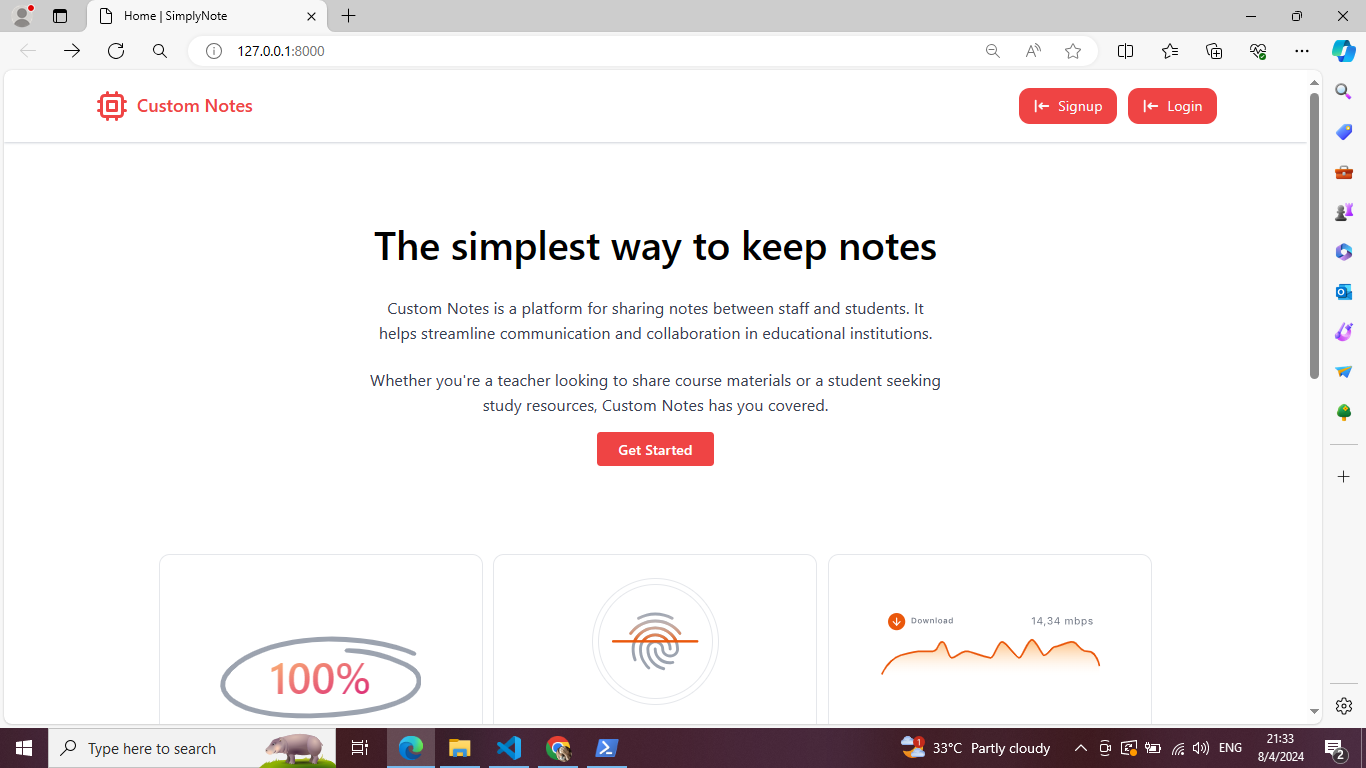 Home | SimplyNote
127.0.0.1:8000
Custom Notes
Signup
Login
The simplest way to keep notes
Custom Notes is a platform for sharing notes between staff and students. It
helps streamline communication and collaboration in educational institutions.
Whether you're a teacher looking to share course materials or a student seeking
study resources, Custom Notes has you covered.
Get Started
100%
Download
14,34 mbps
Type here to search
1
33°C Partly cloudy
ENG
21:33
8/4/2024
2